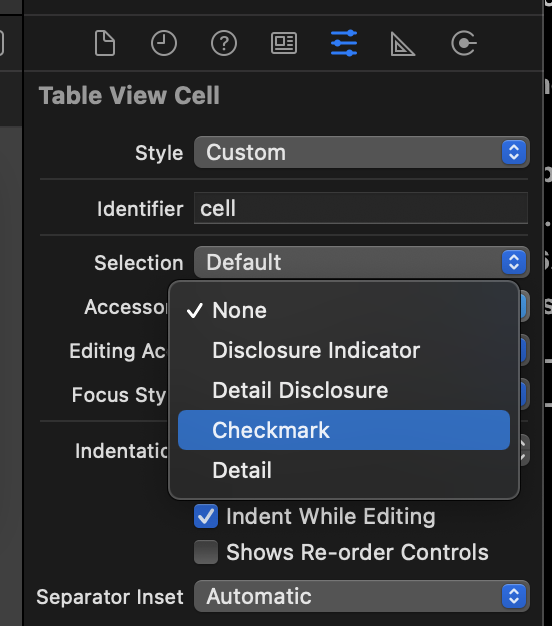 Table View Cell
Style Custom
Identifier cell
Selection Default
Accesso
None
Editing Ac
Disclosure Indicator
Detail Disclosure
Focus Sty
Checkmark
Indentatio
Detail
Indent While Editing
Shows Re-order Controls
Separator Inset Automatic